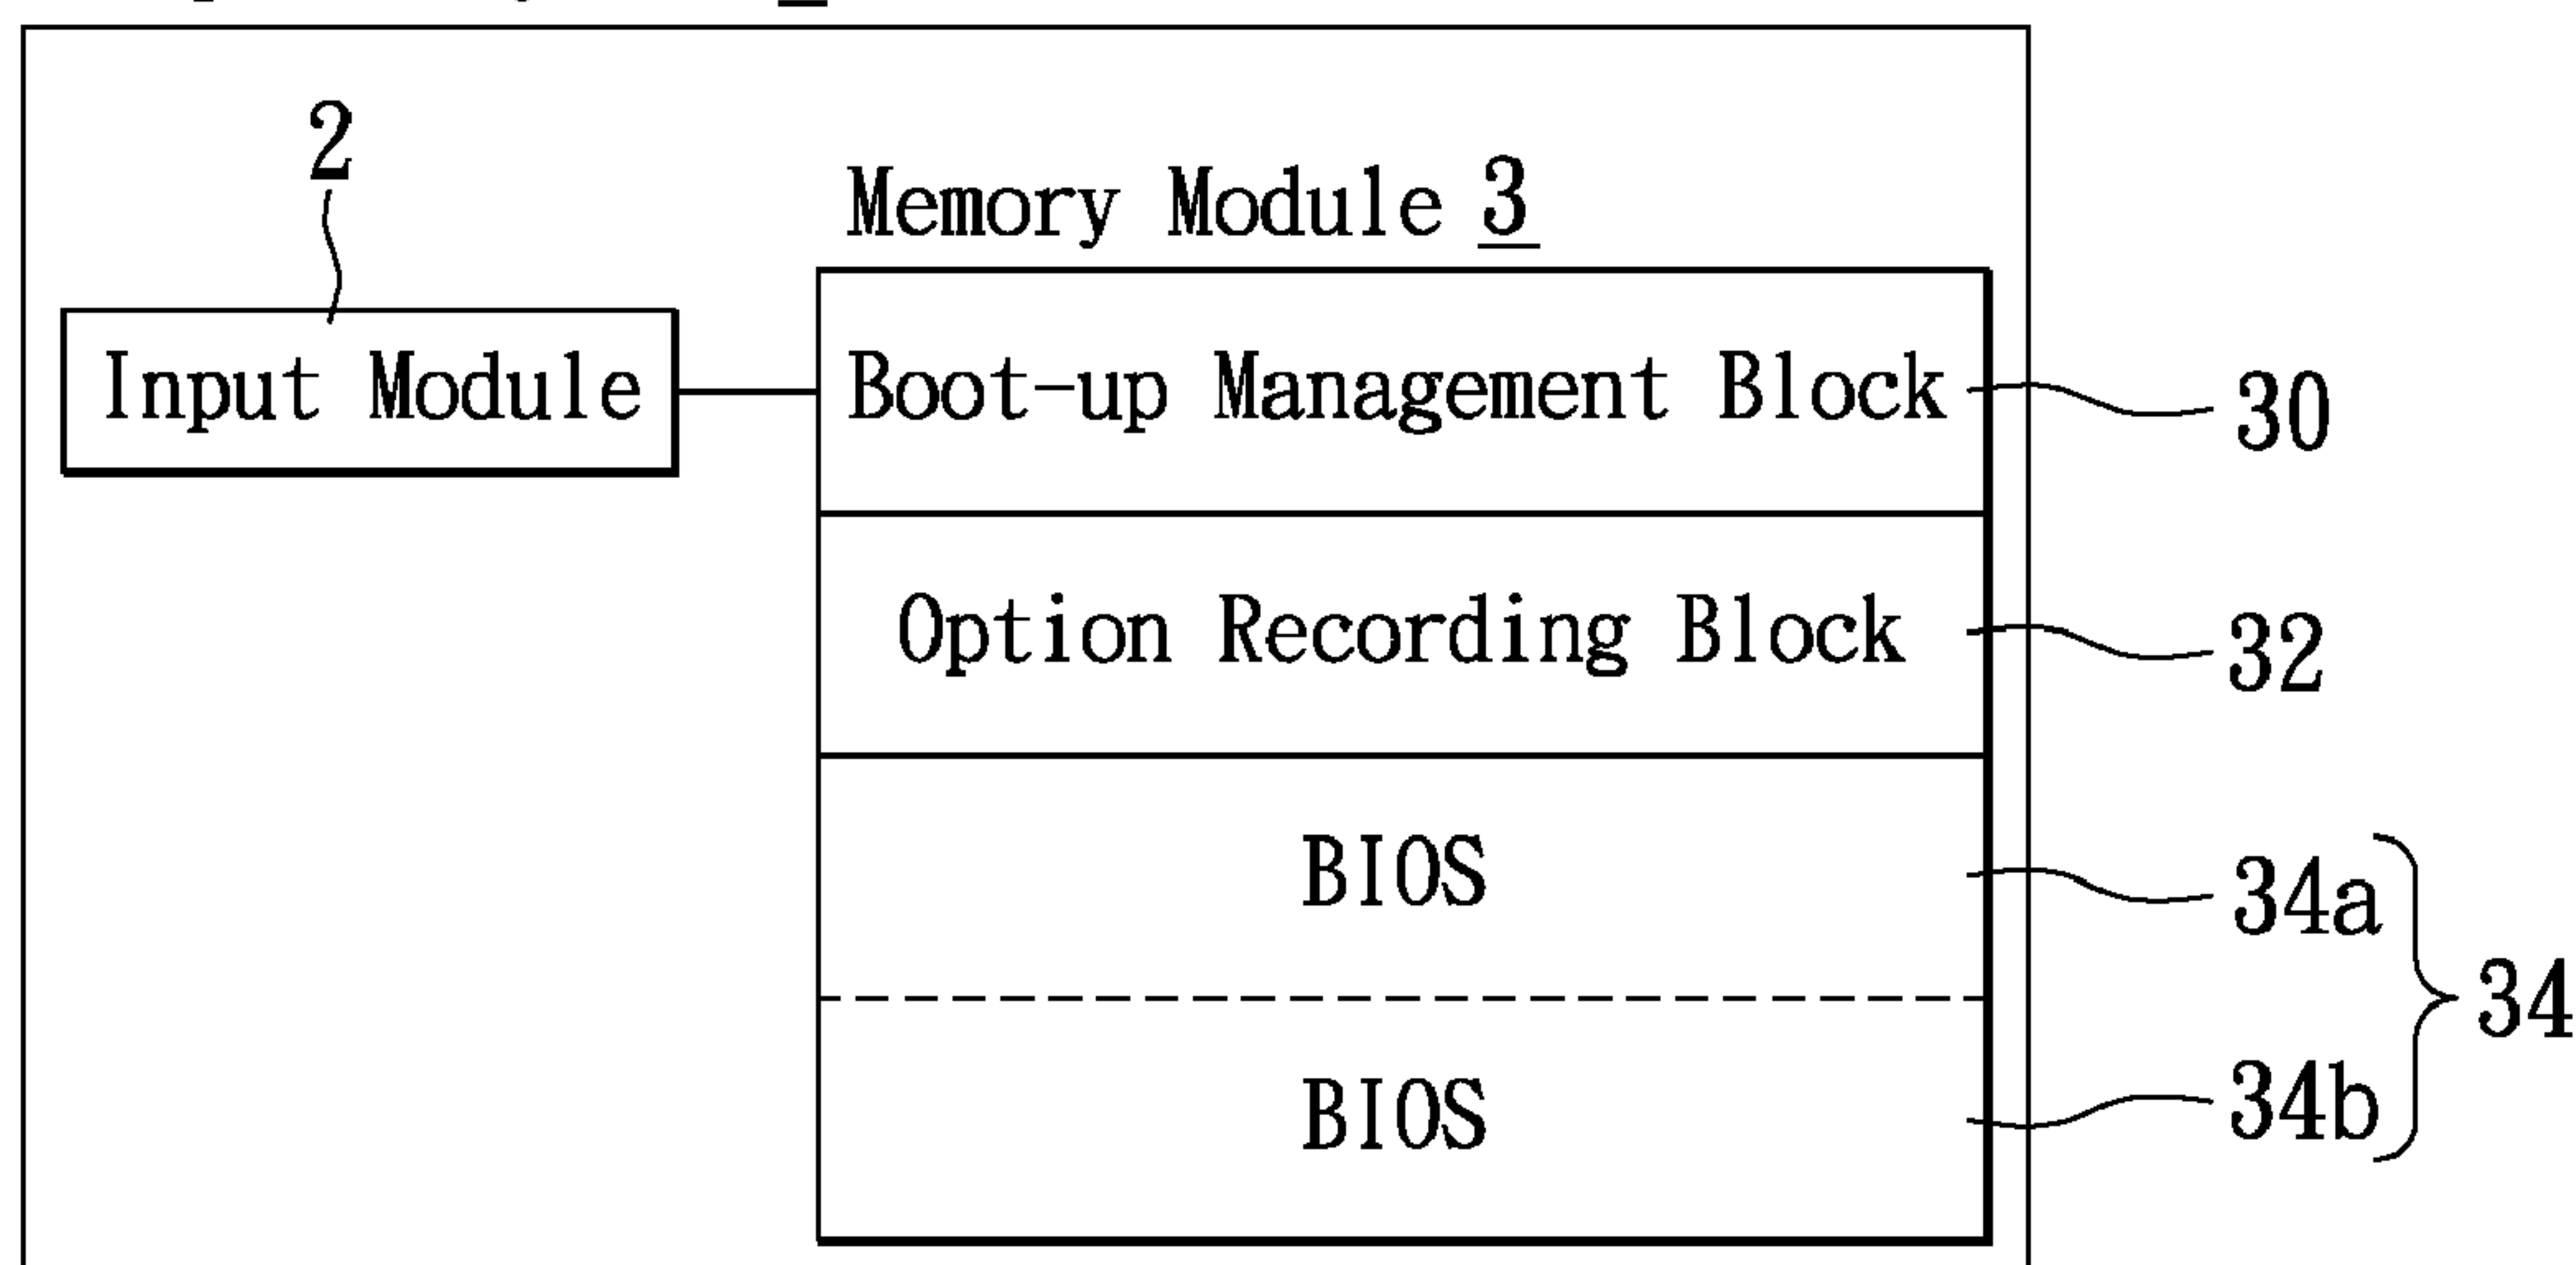 2
Memory Module 3
Input Module
Boot-up Management Block
30
Option Recording Block
32
BIOS
34a
34
BIOS
34b